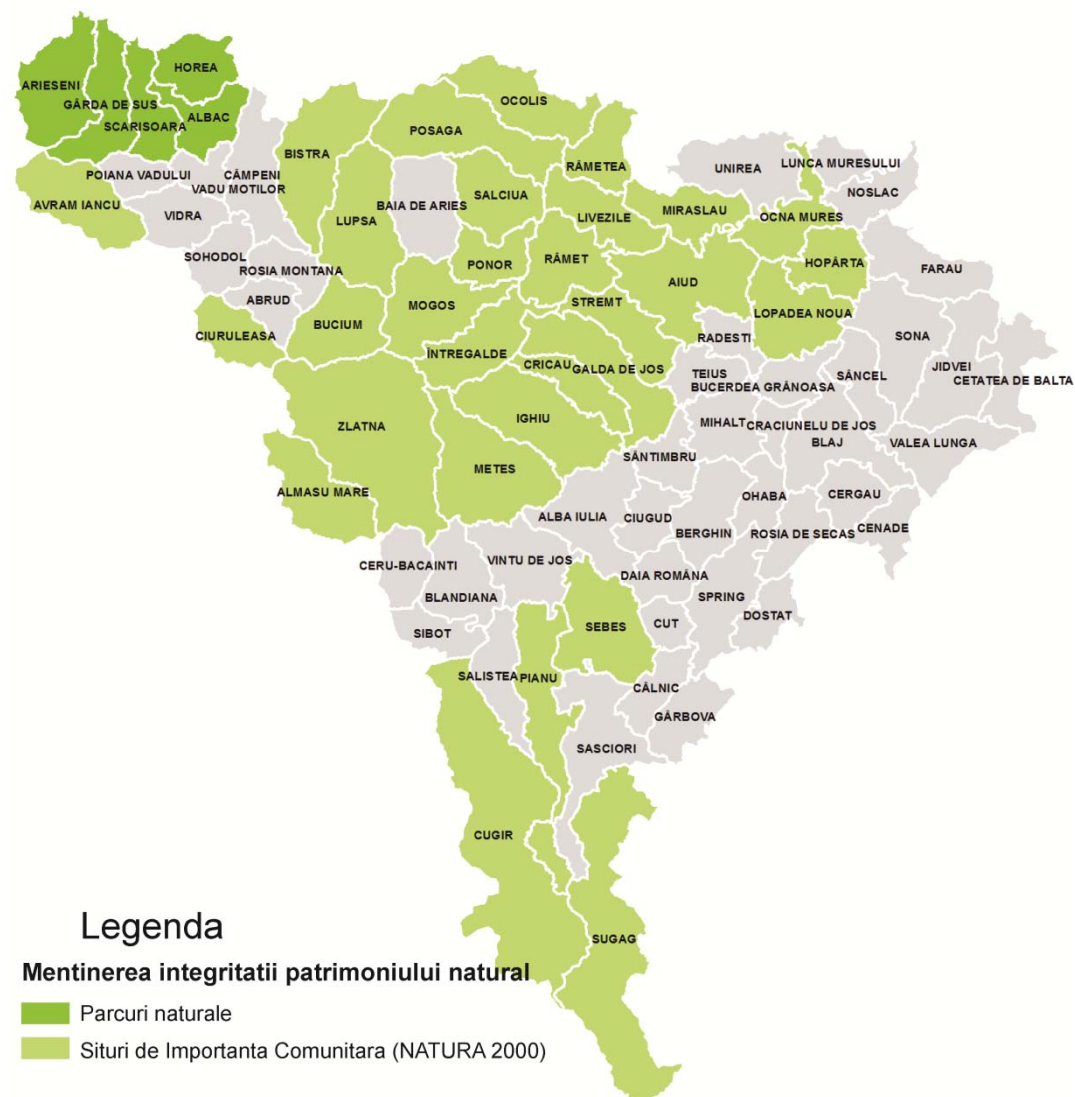 HOREA
ARIESENI
GÂRDA DE SUS
ALBAC
SCARISOARA
OCOLIS
POSAGA
BISTRA
RÂMETEA
UNIREA
LUNCA MURESULUI
POIANA VADULUI
CÂMPENI
VADU MOTILOR
NOSLAC
AVRAM IANCU
BAIA DE ARIES
SALCIUA
VIDRA
LUPSA
LIVEZILE
MIRASLAU
OCNA MURES
SOHODOL
PONOR
RÂMET
HOPÂRTA
ROSIA MONTANA
AIUD
FARAU
ABRUD
MOGOS
STREMT
LOPADEA NOUA
CIURULEASA
BUCIUM
RADESTI
SONA
ÎNTREGALDE
CRICAU
GALDA DE JOS
TEIUS
BUCERDEA GRÂNOASA
SÂNCEL
JIDVEI
CETATEA DE BALTA
IGHIU
ZLATNA
MIHALT
CRACIUNELU DE JOS
BLAJ
VALEA LUNGA
SÂNTIMBRU
METES
ALMASU MARE
OHABA
CERGAU
ALBA IULIA
CIUGUD
BERGHIN
ROSIA DE SECAS
CENADE
CERU-BACAINTI
VINTU DE JOS
DAIA ROMÂNA
BLANDIANA
SPRING
DOSTAT
SIBOT
SEBES
CUT
SALISTEA
PIANU
CÂLNIC
GÂRBOVA
SASCIORI
CUGIR
SUGAG
Legenda
Mentinerea integritatii patrimoniului natural
Parcuri naturale
Situri de Importanta Comunitara (NATURA 2000)